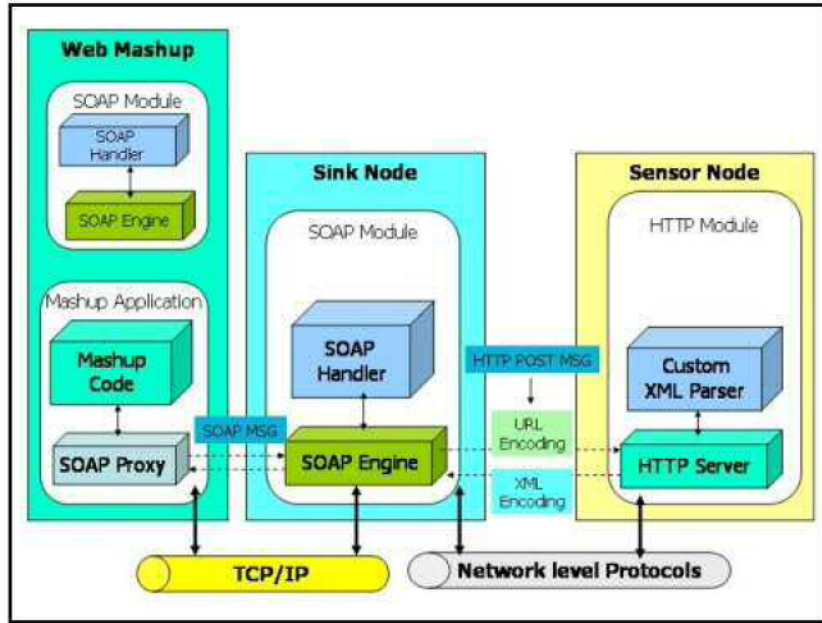 Web Mashup
SOAP Module
SOAP
Handler
SOAP Engine
Mashup Application
Mashup
Code
SOAP Proxy
SOAP MSG
Sink Node
SOAP Module
SOAP
Handler
SOAP Engine
HTTP POST MSG
URL
Encoding
XML
Encoding
Sensor Node
HTTP Module
Custom
XML Parser
HTTP Server
TCP/IP
Network level Protocols